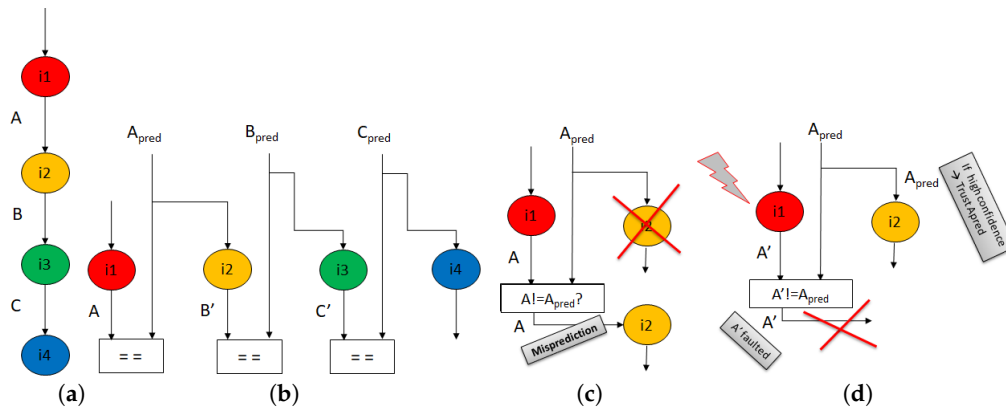 i1
A
i2
B
i3
C
i4
(a)
A_pred
B_pred
C_pred
i1
i2
i3
i4
A
B'
C'
= =
= =
= =
(b)
A_pred
i1
i2
A
A!=A_pred?
A
Misprediction
i2
(c)
A_pred
A_pred
i1
i2
A'
A'!=A_pred
A'
A' faulted
If high confidence
→ Trust Apred
(d)